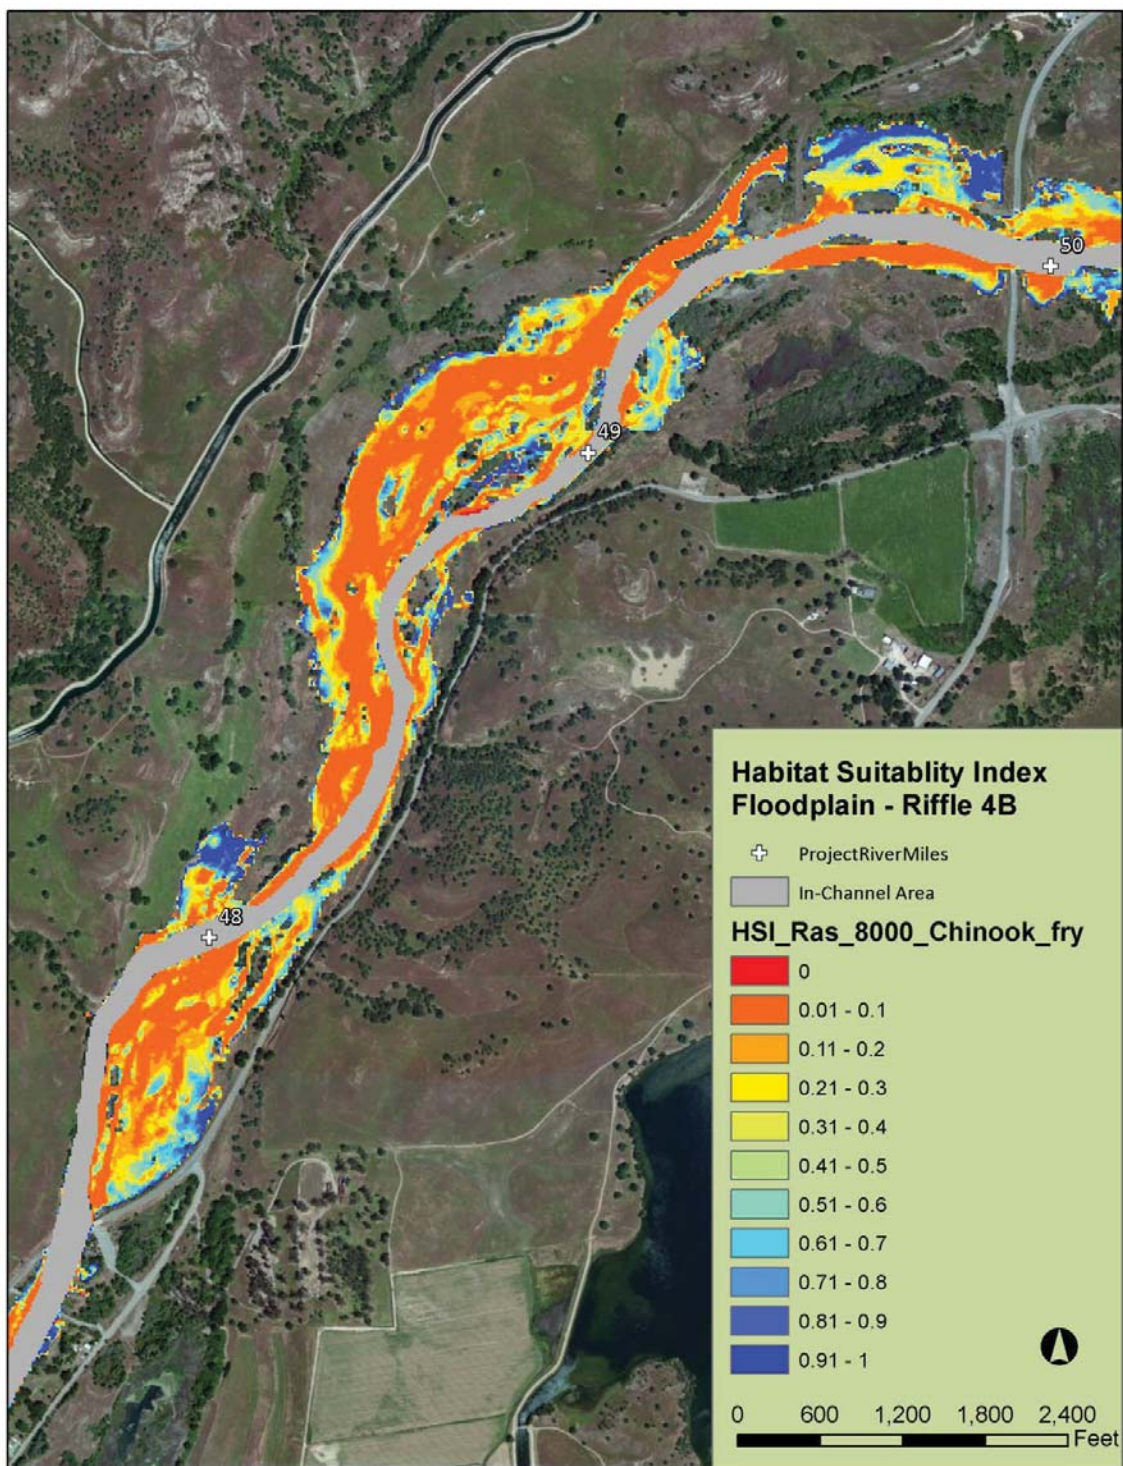 50
49
48
Habitat Suitablity Index
Floodplain - Riffle 4B
ProjectRiverMiles
In-Channel Area
HSI_Ras_8000_Chinook_fry
0
0.01 - 0.1
0.11 - 0.2
0.21 - 0.3
0.31 - 0.4
0.41 - 0.5
0.51 - 0.6
0.61 - 0.7
0.71 - 0.8
0.81 - 0.9
0.91 - 1
0 600 1,200 1,800 2,400
Feet